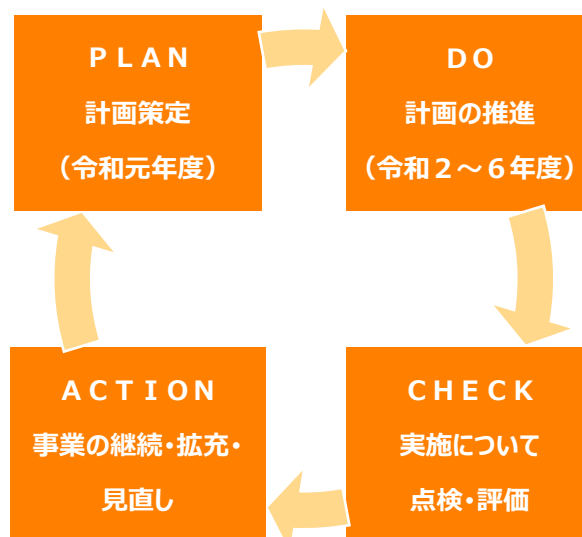 ＰＬＡＮ
計画策定
（令和元年度）
ＤＯ
計画の推進
（令和２～６年度）
ＡＣＴＩＯＮ
事業の継続・拡充・
見直し
ＣＨＥＣＫ
実施について
点検・評価